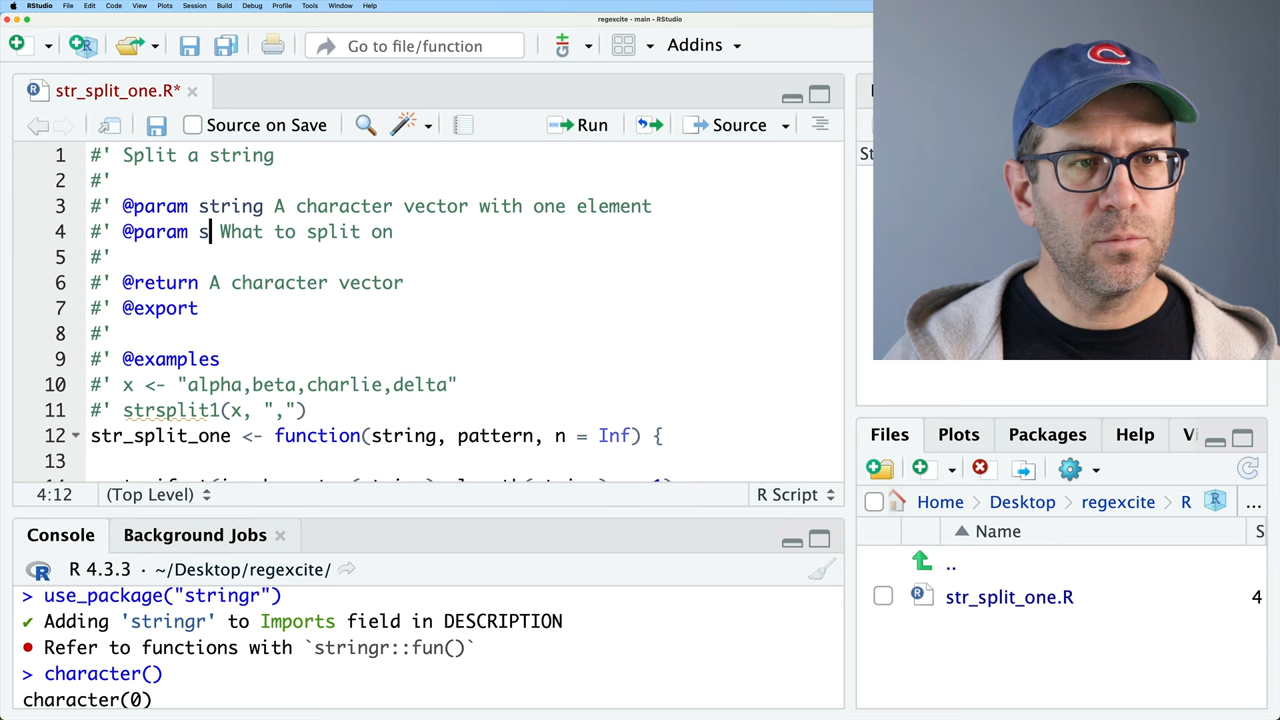 RStudio File Edit Code View Plots Session Build Debug Profile Tools Window Help
regexcite - main - RStudio
Go to file/function
Addins
str_split_one.R*
Source on Save
Run
Source
1 #' Split a string
2 #'
3 #' @param string A character vector with one element
4 #' @param s What to split on
5 #'
6 #' @return A character vector
7 #' @export
8 #'
9 #' @examples
10 #' x <- "alpha,beta,charlie,delta"
11 #' strsplit1(x, ",")
12 str_split_one <- function(string, pattern, n = Inf) {
13
4:12 (Top Level) R Script
Console Background Jobs
R 4.3.3 · ~/Desktop/regexcite/
> use_package("stringr")
✔ Adding 'stringr' to Imports field in DESCRIPTION
● Refer to functions with `stringr::fun()`
> character()
character(0)
St
C
Files Plots Packages Help Vi
Home Desktop regexcite R ...
Name S
..
str_split_one.R 4